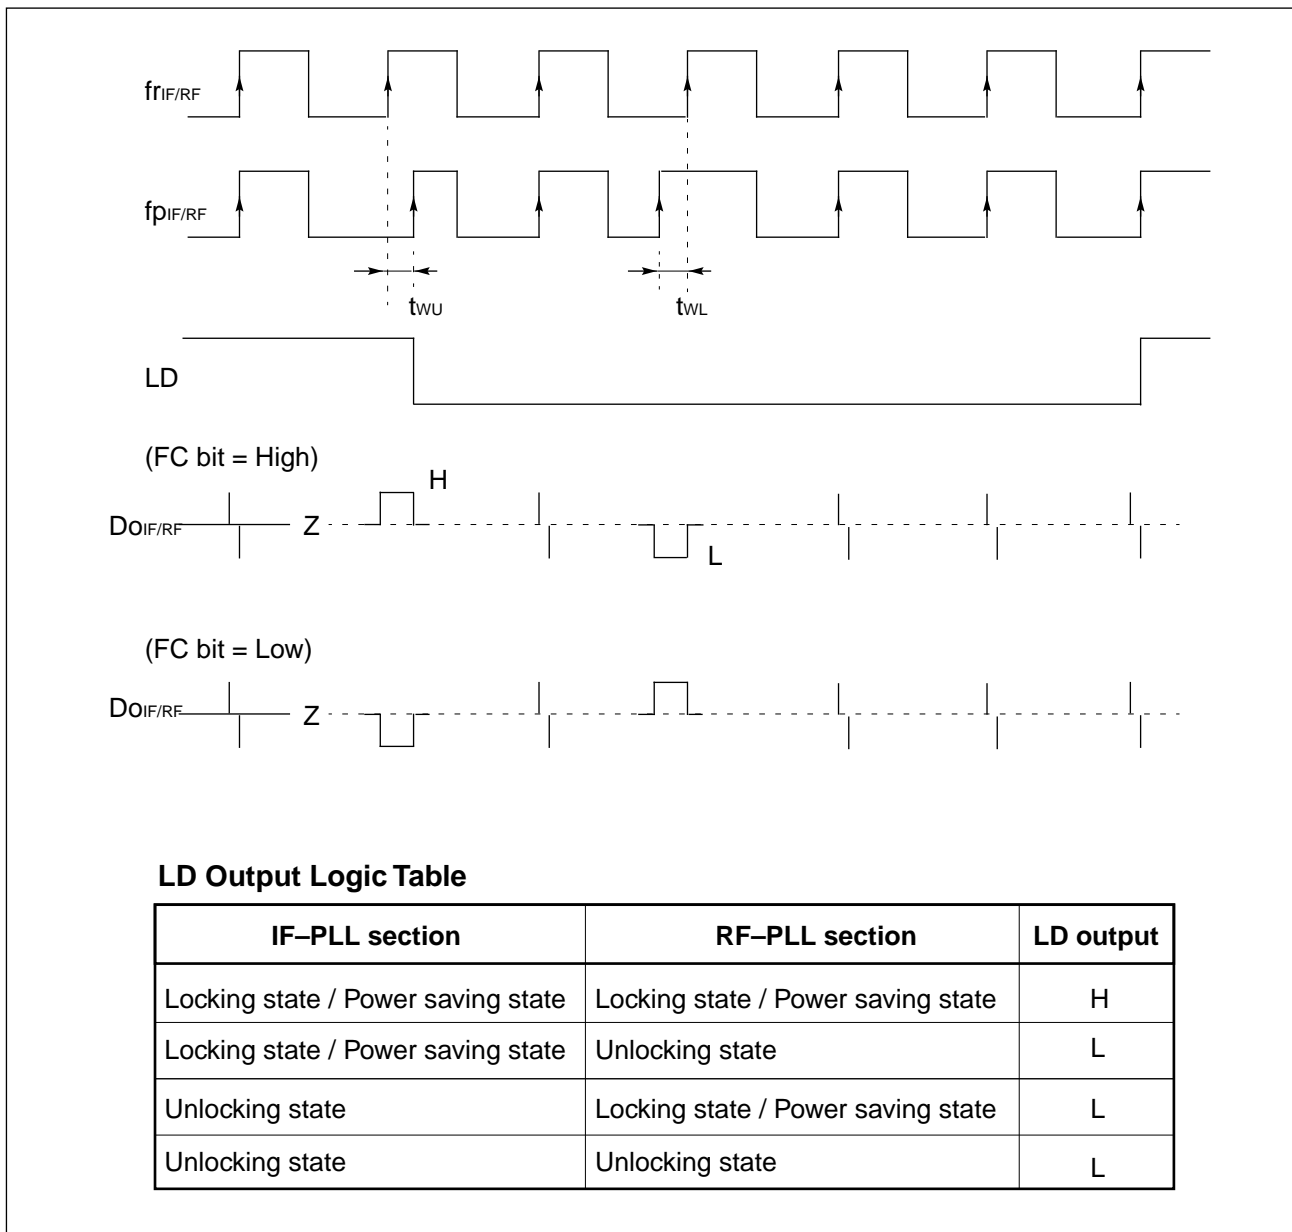 frIF/RF
fpIF/RF
tWU tWL
LD
(FC bit = High)
H
DoIF/RF Z
L
(FC bit = Low)
DoIF/RF Z
LD Output Logic Table
IF–PLL section RF–PLL section LD output
Locking state / Power saving state Locking state / Power saving state H
Locking state / Power saving state Unlocking state L
Unlocking state Locking state / Power saving state L
Unlocking state Unlocking state L